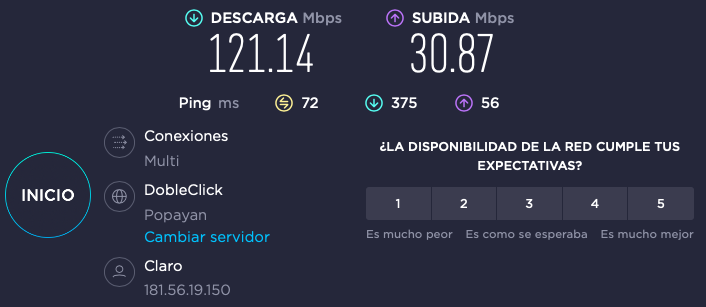 DESCARGA Mbps
SUBIDA Mbps
121.14
30.87
Ping ms 72 375 56
Conexiones
Multi
DobleClick
Popayan
Cambiar servidor
Claro
181.56.19.150
INICIO
¿LA DISPONIBILIDAD DE LA RED CUMPLE TUS
EXPECTATIVAS?
1 2 3 4 5
Es mucho peor Es como se esperaba Es mucho mejor